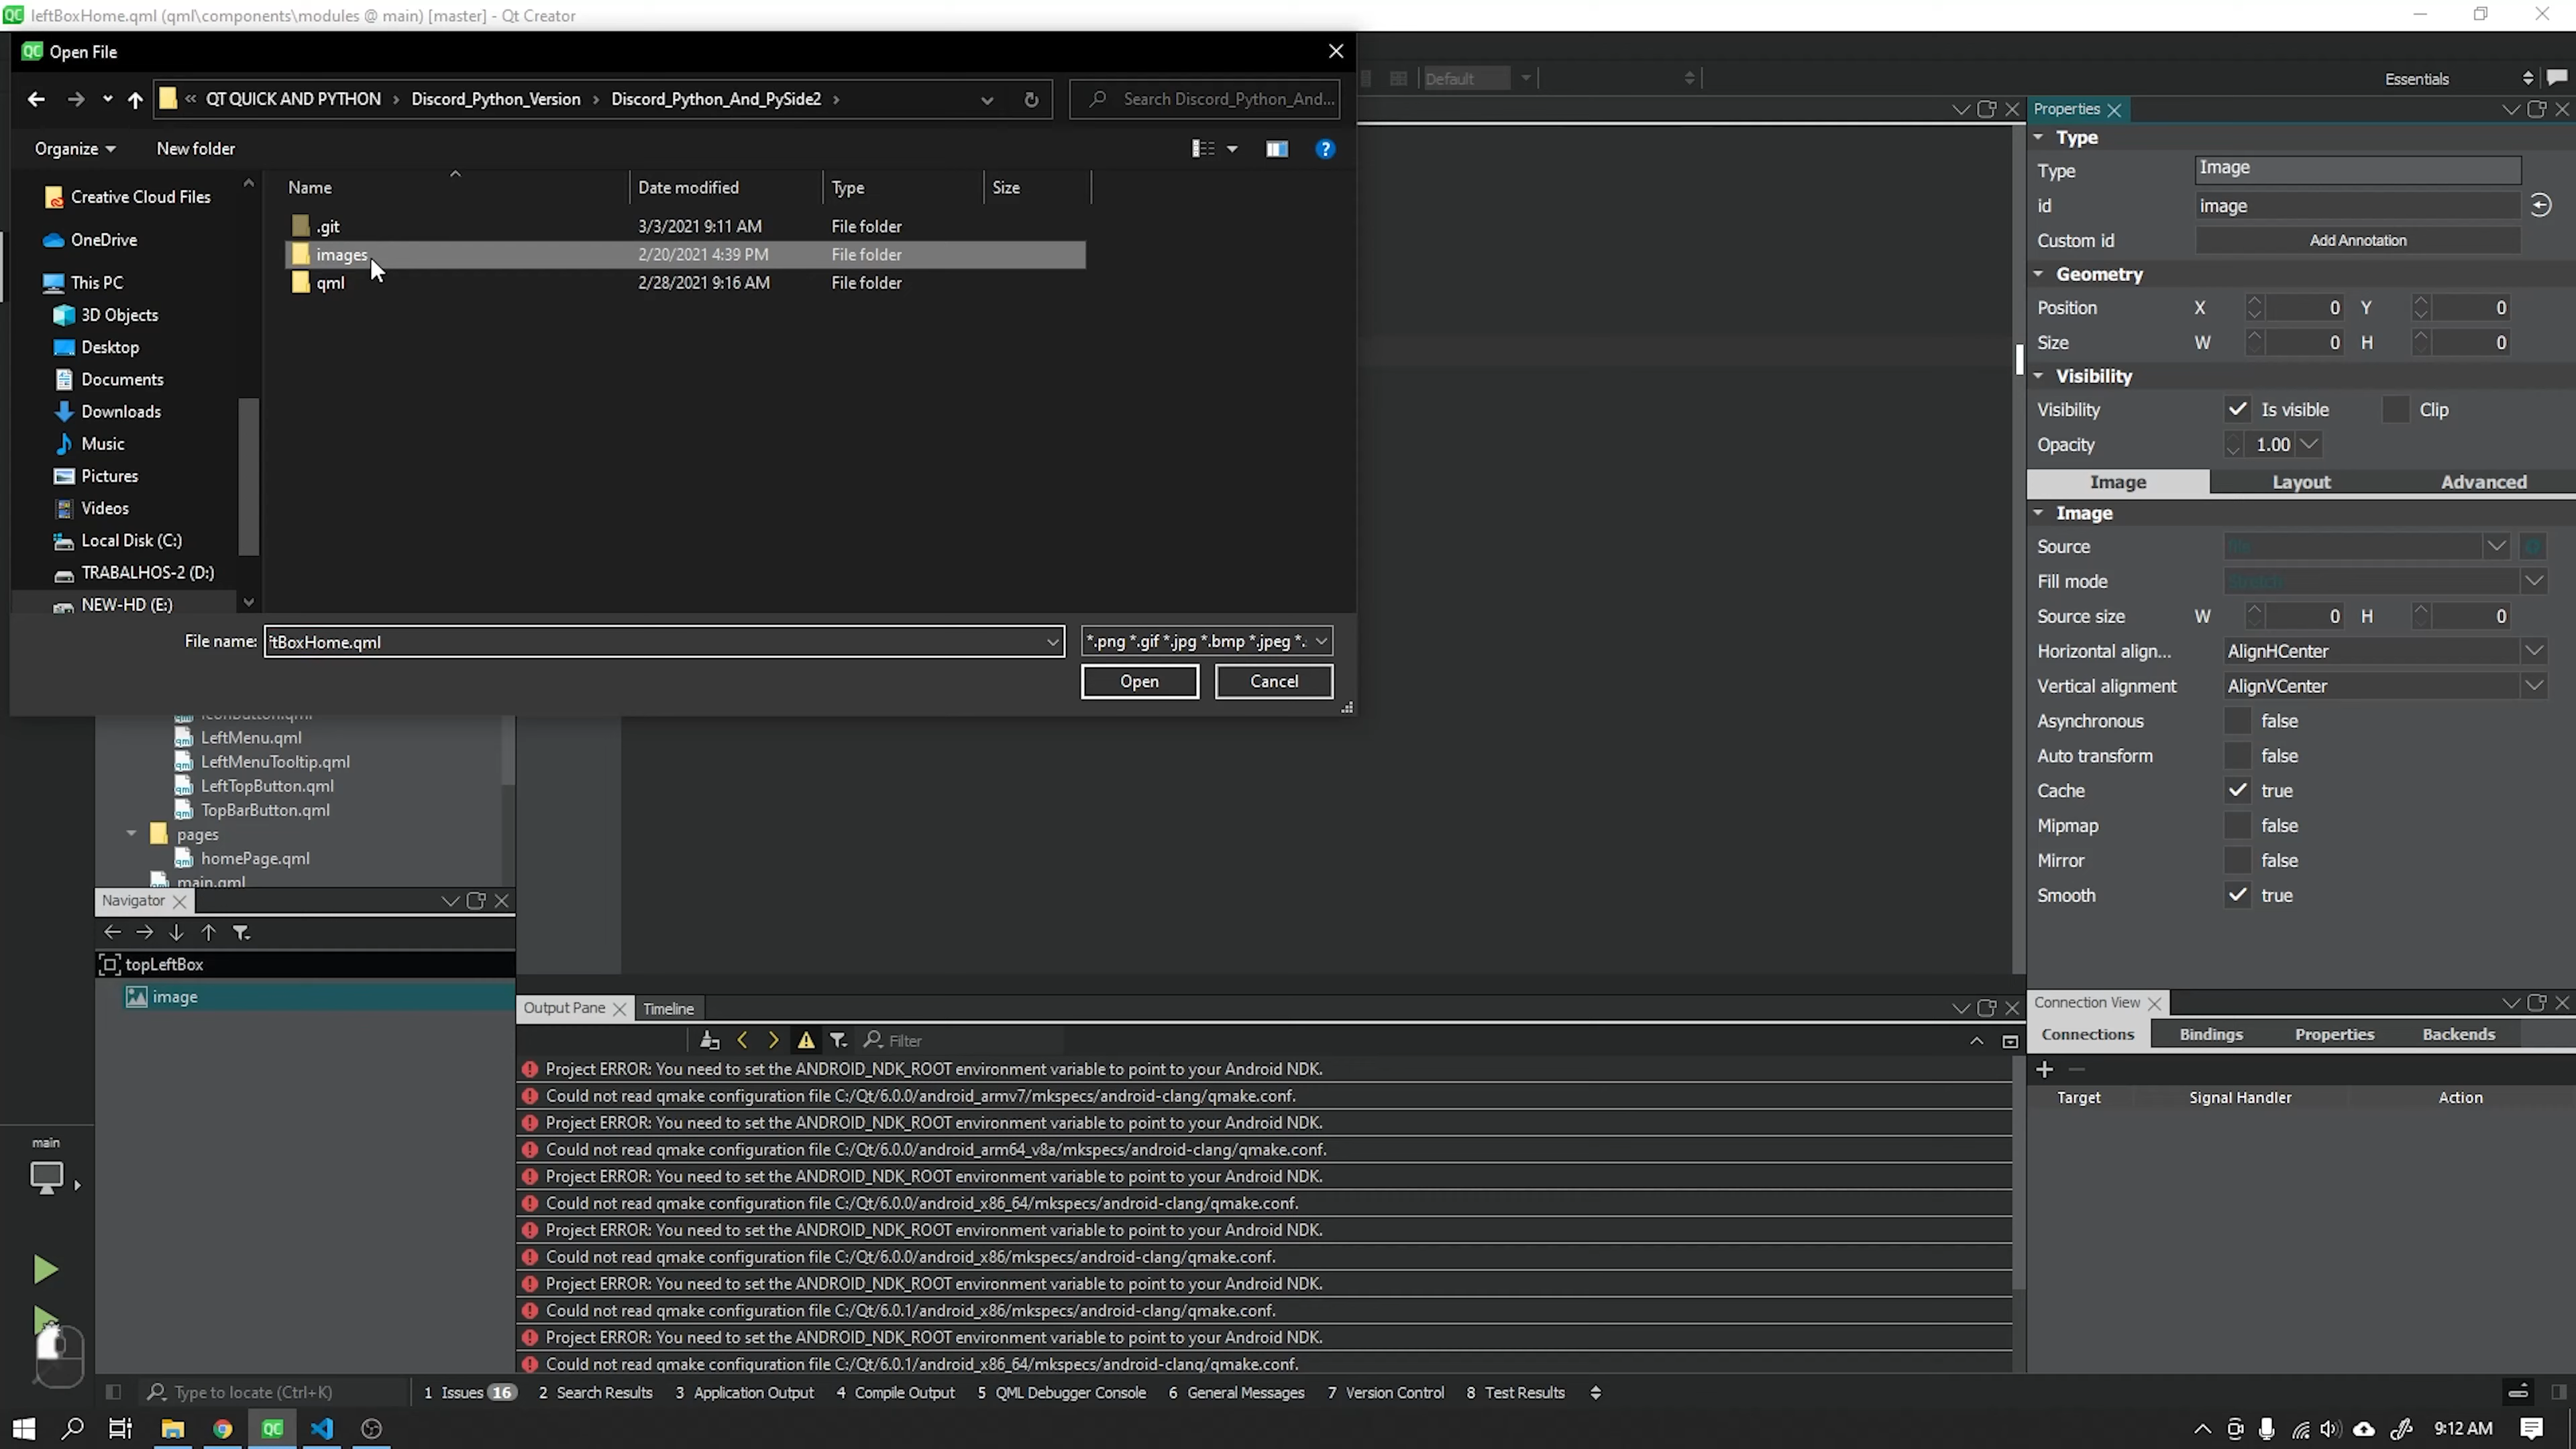 leftBoxHome.qml (qml\components\modules @ main) [master] - Qt Creator
QC Open File
« QT QUICK AND PYTHON › Discord_Python_Version › Discord_Python_And_PySide2 ›
Search Discord_Python_And...
Organize
New folder
Name
Date modified
Type
Size
.git 3/3/2021 9:11 AM File folder
images 2/20/2021 4:39 PM File folder
qml 2/28/2021 9:16 AM File folder
Creative Cloud Files
OneDrive
This PC
3D Objects
Desktop
Documents
Downloads
Music
Pictures
Videos
Local Disk (C:)
TRABALHOS-2 (D:)
NEW-HD (E:)
File name: tBoxHome.qml
*.png *.gif *.jpg *.bmp *.jpeg *.
Open
Cancel
Default
Essentials
Properties
Type
Type Image
id image
Custom id Add Annotation
Geometry
Position X 0 Y 0
Size W 0 H 0
Visibility
Visibility Is visible Clip
Opacity 1.00
Image Layout Advanced
Image
Source
Fill mode
Source size W 0 H 0
Horizontal align... AlignHCenter
Vertical alignment AlignVCenter
Asynchronous false
Auto transform false
Cache true
Mipmap false
Mirror false
Smooth true
IconButton.qml
LeftMenu.qml
LeftMenuTooltip.qml
LeftTopButton.qml
TopBarButton.qml
pages
homePage.qml
main.qml
Navigator
topLeftBox
image
main
Output Pane
Timeline
Filter
Project ERROR: You need to set the ANDROID_NDK_ROOT environment variable to point to your Android NDK.
Could not read qmake configuration file C:/Qt/6.0.0/android_armv7/mkspecs/android-clang/qmake.conf.
Project ERROR: You need to set the ANDROID_NDK_ROOT environment variable to point to your Android NDK.
Could not read qmake configuration file C:/Qt/6.0.0/android_arm64_v8a/mkspecs/android-clang/qmake.conf.
Project ERROR: You need to set the ANDROID_NDK_ROOT environment variable to point to your Android NDK.
Could not read qmake configuration file C:/Qt/6.0.0/android_x86_64/mkspecs/android-clang/qmake.conf.
Project ERROR: You need to set the ANDROID_NDK_ROOT environment variable to point to your Android NDK.
Could not read qmake configuration file C:/Qt/6.0.0/android_x86/mkspecs/android-clang/qmake.conf.
Project ERROR: You need to set the ANDROID_NDK_ROOT environment variable to point to your Android NDK.
Could not read qmake configuration file C:/Qt/6.0.1/android_x86/mkspecs/android-clang/qmake.conf.
Project ERROR: You need to set the ANDROID_NDK_ROOT environment variable to point to your Android NDK.
Could not read qmake configuration file C:/Qt/6.0.1/android_x86_64/mkspecs/android-clang/qmake.conf.
Connection View
Connections Bindings Properties Backends
Target Signal Handler Action
Type to locate (Ctrl+K)
1 Issues 16 2 Search Results 3 Application Output 4 Compile Output 5 QML Debugger Console 6 General Messages 7 Version Control 8 Test Results
9:12 AM